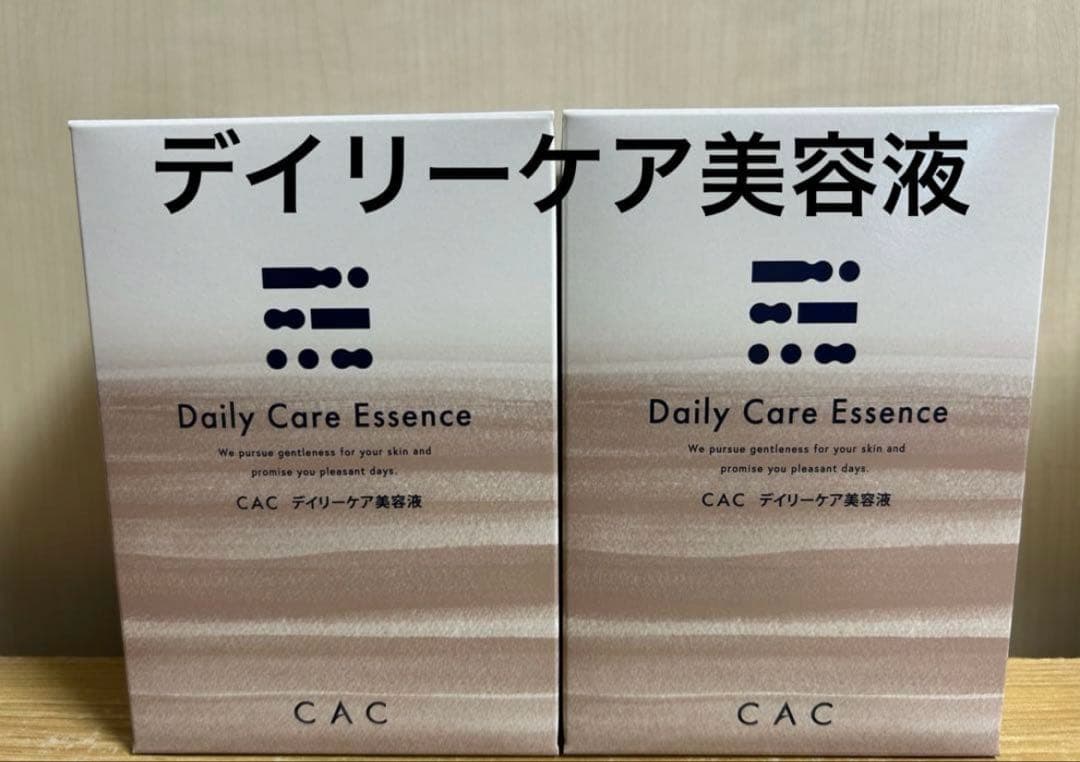 デイリーケア美容液
Daily Care Essence
We pursue gentleness for your skin and
promise you pleasant days.
CAC デイリーケア美容液
CAC
Daily Care Essence
We pursue gentleness for your skin and
promise you pleasant days.
CAC デイリーケア美容液
CAC